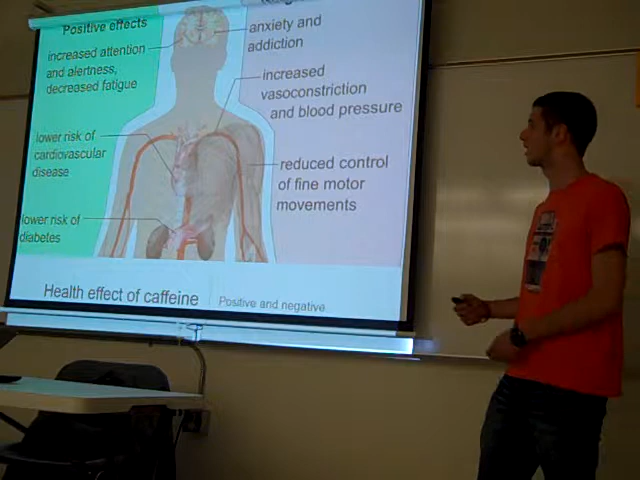 Positive effects
increased attention
and alertness,
decreased fatigue
lower risk of
cardiovascular
disease
lower risk of
diabetes
anxiety and
addiction
increased
vasoconstriction
and blood pressure
reduced control
of fine motor
movements
Health effect of caffeine
Positive and negative